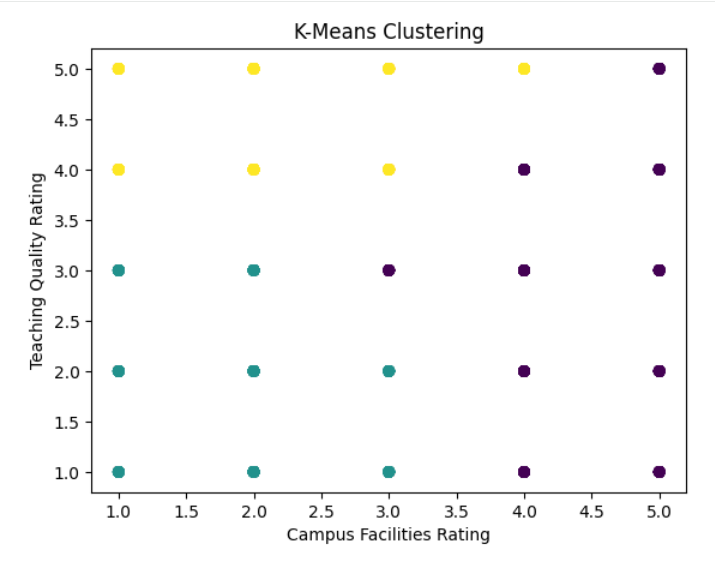 K-Means Clustering
5.0
4.5
4.0
3.5
3.0
2.5
2.0
1.5
1.0
Teaching Quality Rating
1.0 1.5 2.0 2.5 3.0 3.5 4.0 4.5 5.0
Campus Facilities Rating